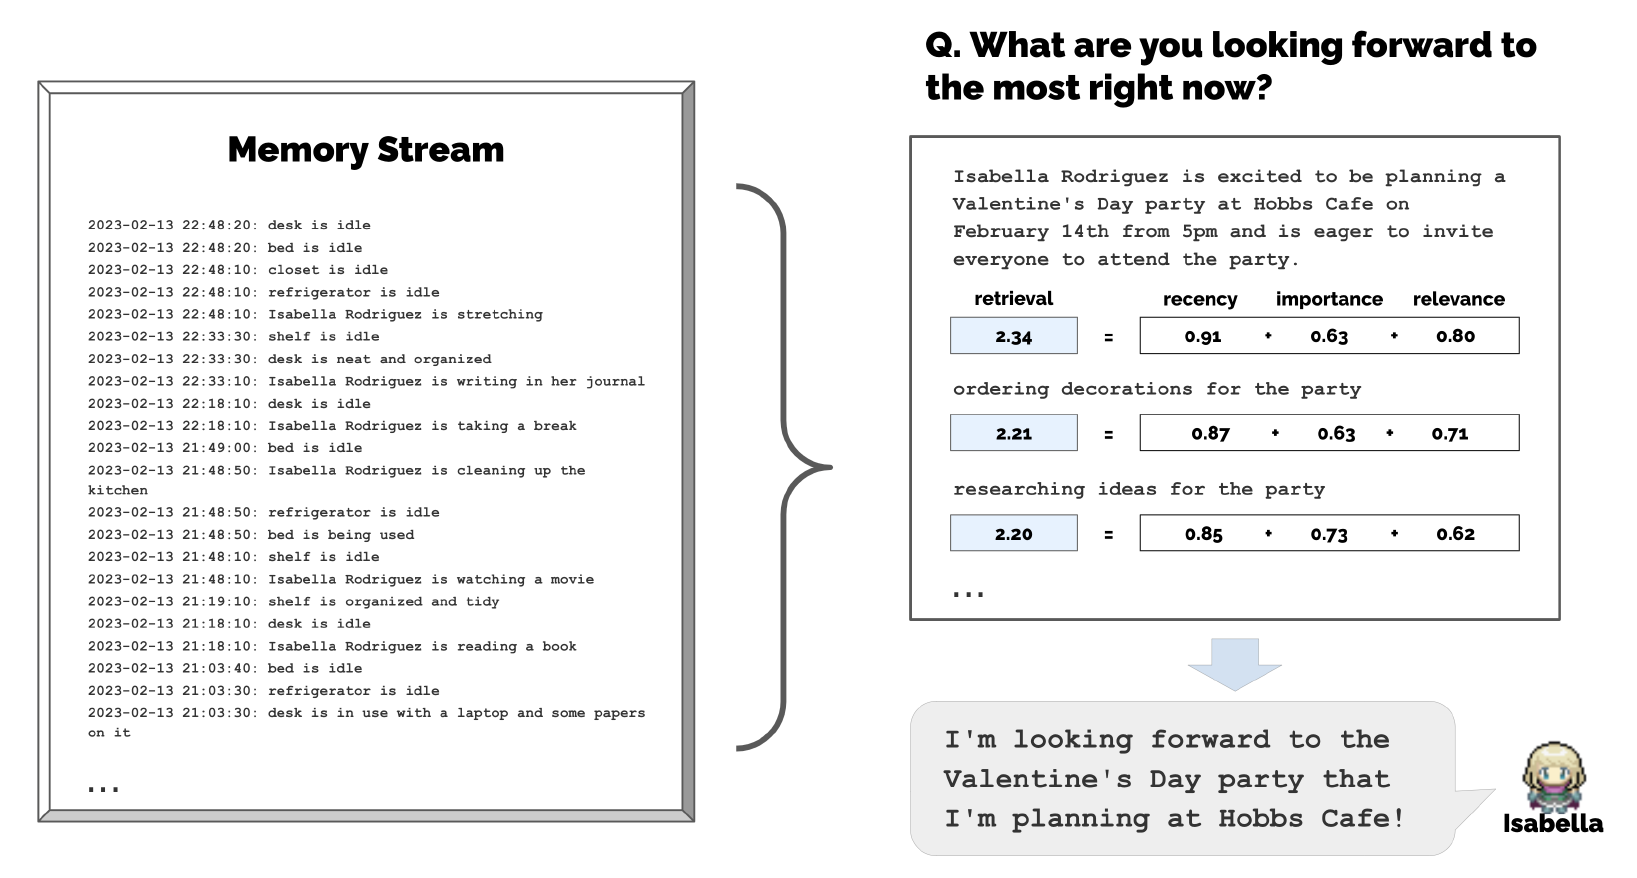 Memory Stream
2023-02-13 22:48:20: desk is idle
2023-02-13 22:48:20: bed is idle
2023-02-13 22:48:10: closet is idle
2023-02-13 22:48:10: refrigerator is idle
2023-02-13 22:48:10: Isabella Rodriguez is stretching
2023-02-13 22:33:30: shelf is idle
2023-02-13 22:33:30: desk is neat and organized
2023-02-13 22:33:10: Isabella Rodriguez is writing in her journal
2023-02-13 22:18:10: desk is idle
2023-02-13 22:18:10: Isabella Rodriguez is taking a break
2023-02-13 21:49:00: bed is idle
2023-02-13 21:48:50: Isabella Rodriguez is cleaning up the
kitchen
2023-02-13 21:48:50: refrigerator is idle
2023-02-13 21:48:50: bed is being used
2023-02-13 21:48:10: shelf is idle
2023-02-13 21:48:10: Isabella Rodriguez is watching a movie
2023-02-13 21:19:10: shelf is organized and tidy
2023-02-13 21:18:10: desk is idle
2023-02-13 21:18:10: Isabella Rodriguez is reading a book
2023-02-13 21:03:40: bed is idle
2023-02-13 21:03:30: refrigerator is idle
2023-02-13 21:03:30: desk is in use with a laptop and some papers
on it
...
Q. What are you looking forward to
the most right now?
Isabella Rodriguez is excited to be planning a
Valentine's Day party at Hobbs Cafe on
February 14th from 5pm and is eager to invite
everyone to attend the party.
retrieval recency importance relevance
2.34 = 0.91 + 0.63 + 0.80
ordering decorations for the party
2.21 = 0.87 + 0.63 + 0.71
researching ideas for the party
2.20 = 0.85 + 0.73 + 0.62
...
I'm looking forward to the
Valentine's Day party that
I'm planning at Hobbs Cafe!
Isabella